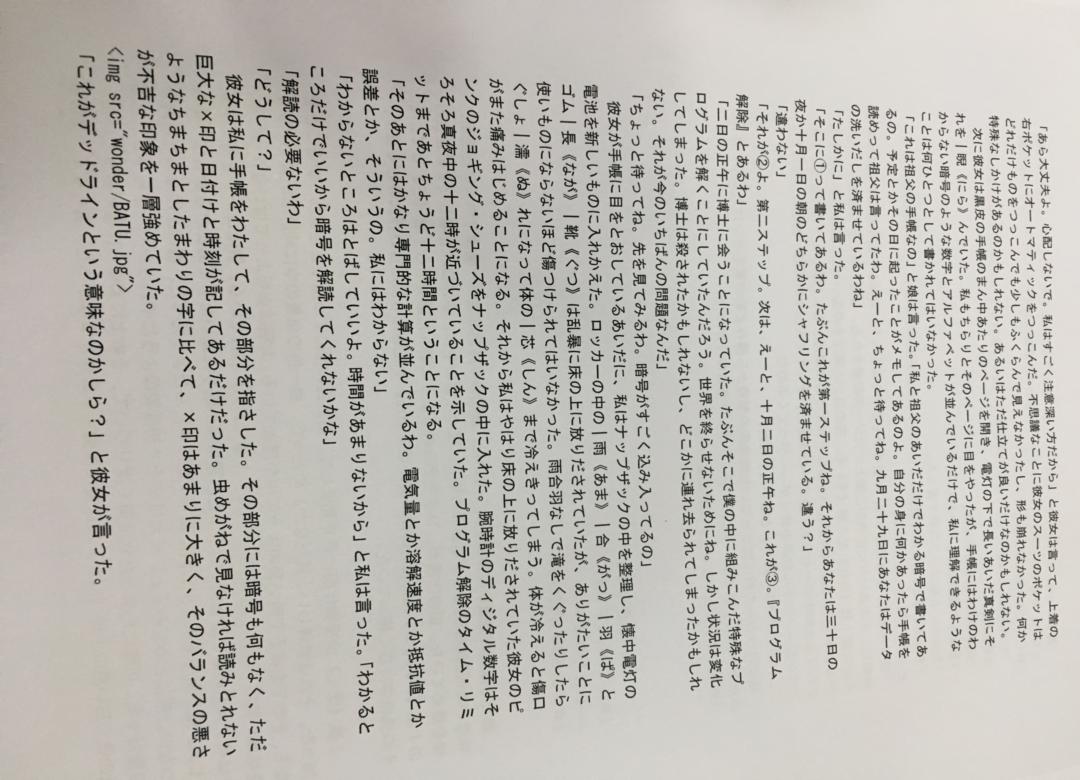 「あら大丈夫よ。心配しないで。私はすごく注意深い方だから」と彼女は言って、上着の
右ポケットにオートマティックをつっこんだ。不思議なことに彼女のスーツのポケットは
どれだけものをつっこんでも少しもふくらんで見えなかったし、形も崩れなかった。何か
特殊なしかけがあるのかもしれない。あるいはただ仕立てが良いだけなのかもしれない。
次に彼女は黒皮の手帳のまん中あたりのページを開き、電灯の下で長いあいだ真剣にそ
れを｜睨《にら》んでいた。私もちらりとそのページに目をやったが、手帳にはわけのわ
からない暗号のような数字とアルファベットが並んでいるだけで、私に理解できるような
ことは何ひとつとして書かれてはいなかった。
「これは祖父の手帳なの」と娘は言った。「私と祖父のあいだだけでわかる暗号で書いてあ
るの。予定とかその日に起ったことがメモしてあるのよ。自分の身に何かあったら手帳を
読めって祖父は言ってたわ。えーと、ちょっと待ってね。九月二十九日にあなたはデータ
の洗いだしを済ませているわね」
「たしかに」と私は言った。
「そこに①って書いてあるわ。たぶんこれが第一ステップね。それからあなたは三十日の
夜か十月一日の朝のどちらかにシャフリングを済ませている。違う？」
「違わない」
「それが②よ。第二ステップ。次は、えーと、十月二日の正午ね。これが③。『プログラム
解除』とあるわ」
「二日の正午に博士に会うことになっていた。たぶんそこで僕の中に組みこんだ特殊なプ
ログラムを解くことにしていたんだろう。世界を終らせないためにね。しかし状況は変化
してしまった。博士は殺されたかもしれないし、どこかに連れ去られてしまったかもしれ
ない。それが今のいちばんの問題なんだ」
「ちょっと待ってね。先を見てみるわ。暗号がすごく込み入ってるの」
彼女が手帳に目をとおしているあいだに、私はナップザックの中を整理し、懐中電灯の
電池を新しいものに入れかえた。ロッカーの中の｜雨《あま》｜合《がっ》｜羽《ぱ》と
ゴム｜長《なが》｜靴《ぐつ》は乱暴に床の上に放りだされていたが、ありがたいことに
使いものにならないほど傷つけられてはいなかった。雨合羽なしで滝をくぐったりしたら
ぐしょ｜濡《ぬ》れになって体の｜芯《しん》まで冷えきってしまう。体が冷えると傷口
がまた痛みはじめることになる。それから私はやはり床の上に放りだされていた彼女のピ
ンクのジョギング・シューズをナップザックの中に入れた。腕時計のディジタル数字はそ
ろそろ真夜中の十二時が近づいていることを示していた。プログラム解除のタイム・リミ
ットまであとちょうど十二時間ということになる。
「そのあとにはかなり専門的な計算が並んでいるわ。電気量とか溶解速度とか抵抗値とか
誤差とか、そういうの。私にはわからない」
「わからないところはとばしていいよ。時間があまりないから」と私は言った。「わかると
ころだけでいいから暗号を解読してくれないかな」
「解読の必要ないわ」
「どうして？」
彼女は私に手帳をわたして、その部分を指さした。その部分には暗号も何もなく、ただ
巨大な×印と日付けと時刻が記してあるだけだった。虫めがねで見なければ読みとれない
ようなちまちまとしたまわりの字に比べて、×印はあまりに大きく、そのバランスの悪さ
が不吉な印象を一層強めていた。
<img src="wonder/BATU.jpg">
「これがデッドラインという意味なのかしら？」と彼女が言った。